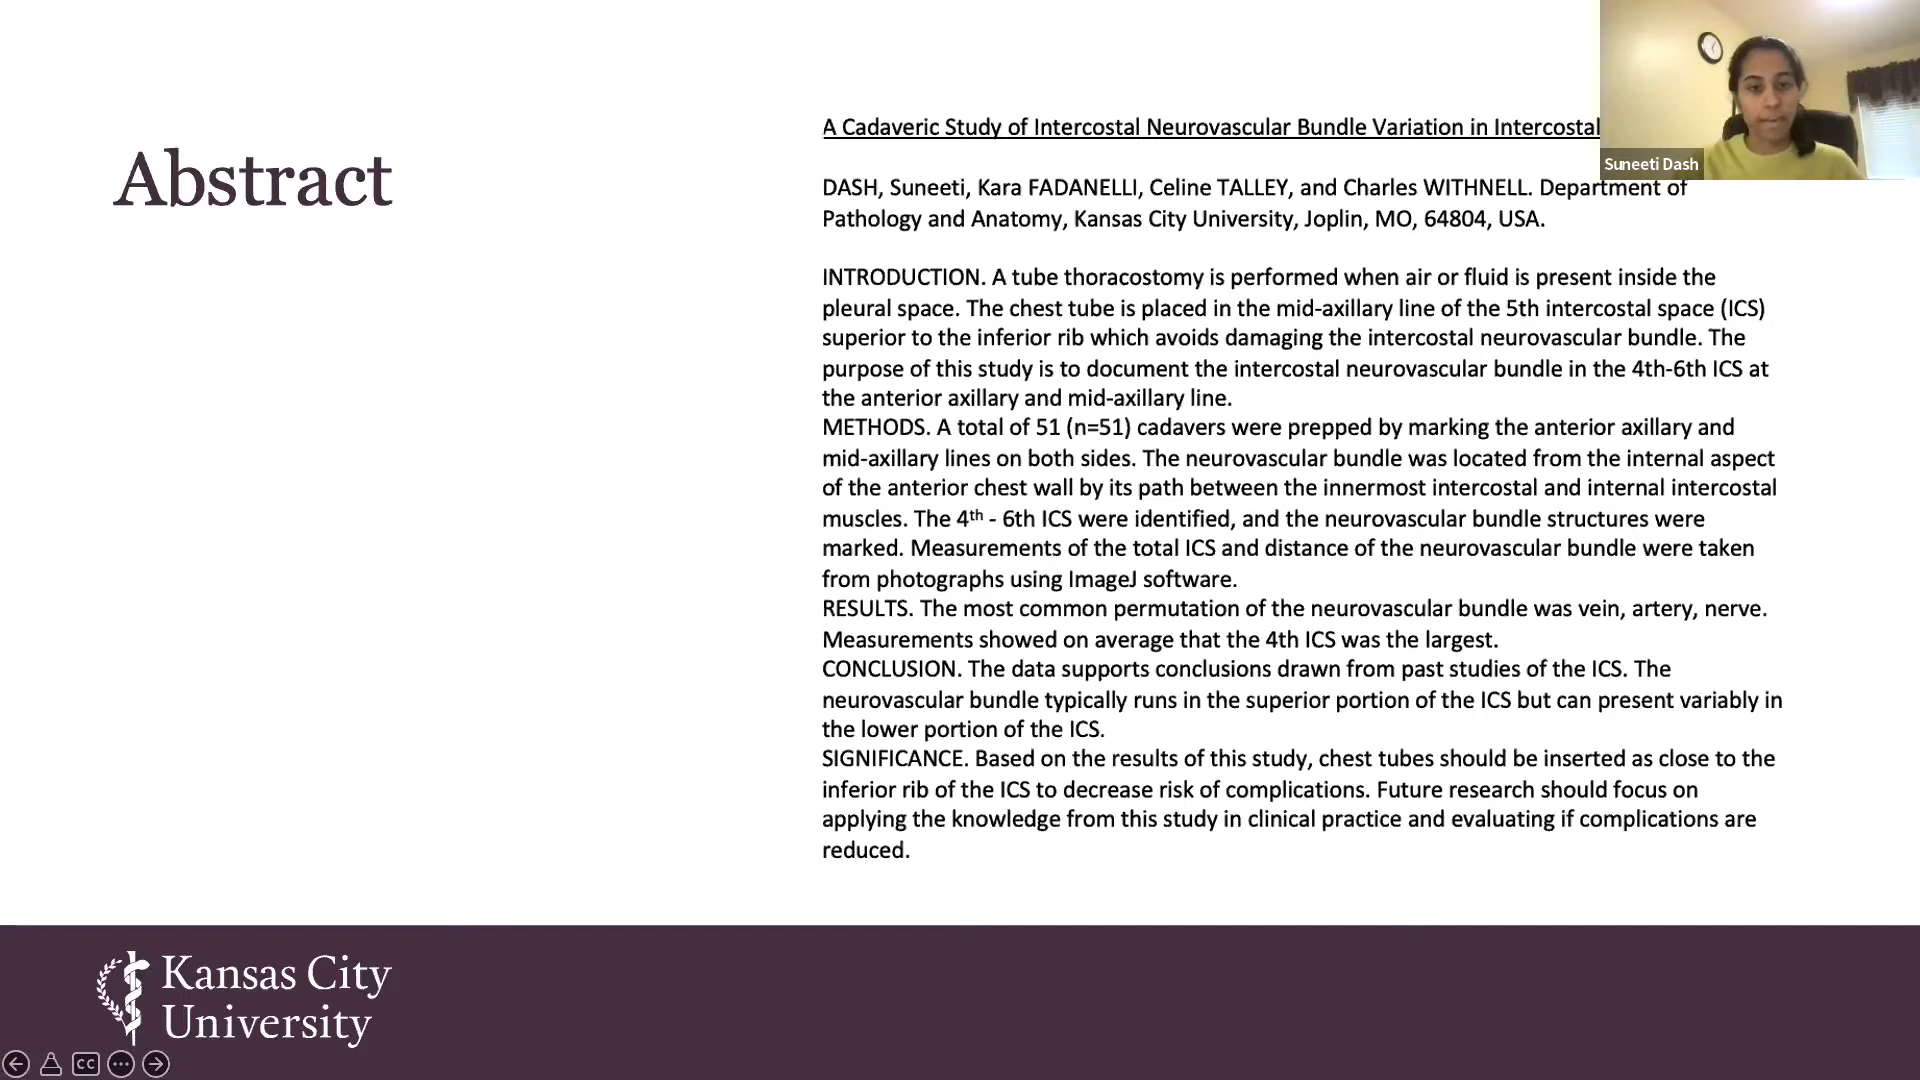 Abstract
A Cadaveric Study of Intercostal Neurovascular Bundle Variation in Intercostal
DASH, Suneeti, Kara FADANELLI, Celine TALLEY, and Charles WITHNELL. Department of
Pathology and Anatomy, Kansas City University, Joplin, MO, 64804, USA.
INTRODUCTION. A tube thoracostomy is performed when air or fluid is present inside the
pleural space. The chest tube is placed in the mid-axillary line of the 5th intercostal space (ICS)
superior to the inferior rib which avoids damaging the intercostal neurovascular bundle. The
purpose of this study is to document the intercostal neurovascular bundle in the 4th-6th ICS at
the anterior axillary and mid-axillary line.
METHODS. A total of 51 (n=51) cadavers were prepped by marking the anterior axillary and
mid-axillary lines on both sides. The neurovascular bundle was located from the internal aspect
of the anterior chest wall by its path between the innermost intercostal and internal intercostal
muscles. The 4th - 6th ICS were identified, and the neurovascular bundle structures were
marked. Measurements of the total ICS and distance of the neurovascular bundle were taken
from photographs using ImageJ software.
RESULTS. The most common permutation of the neurovascular bundle was vein, artery, nerve.
Measurements showed on average that the 4th ICS was the largest.
CONCLUSION. The data supports conclusions drawn from past studies of the ICS. The
neurovascular bundle typically runs in the superior portion of the ICS but can present variably in
the lower portion of the ICS.
SIGNIFICANCE. Based on the results of this study, chest tubes should be inserted as close to the
inferior rib of the ICS to decrease risk of complications. Future research should focus on
applying the knowledge from this study in clinical practice and evaluating if complications are
reduced.
Suneeti Dash
Kansas City
University
CC